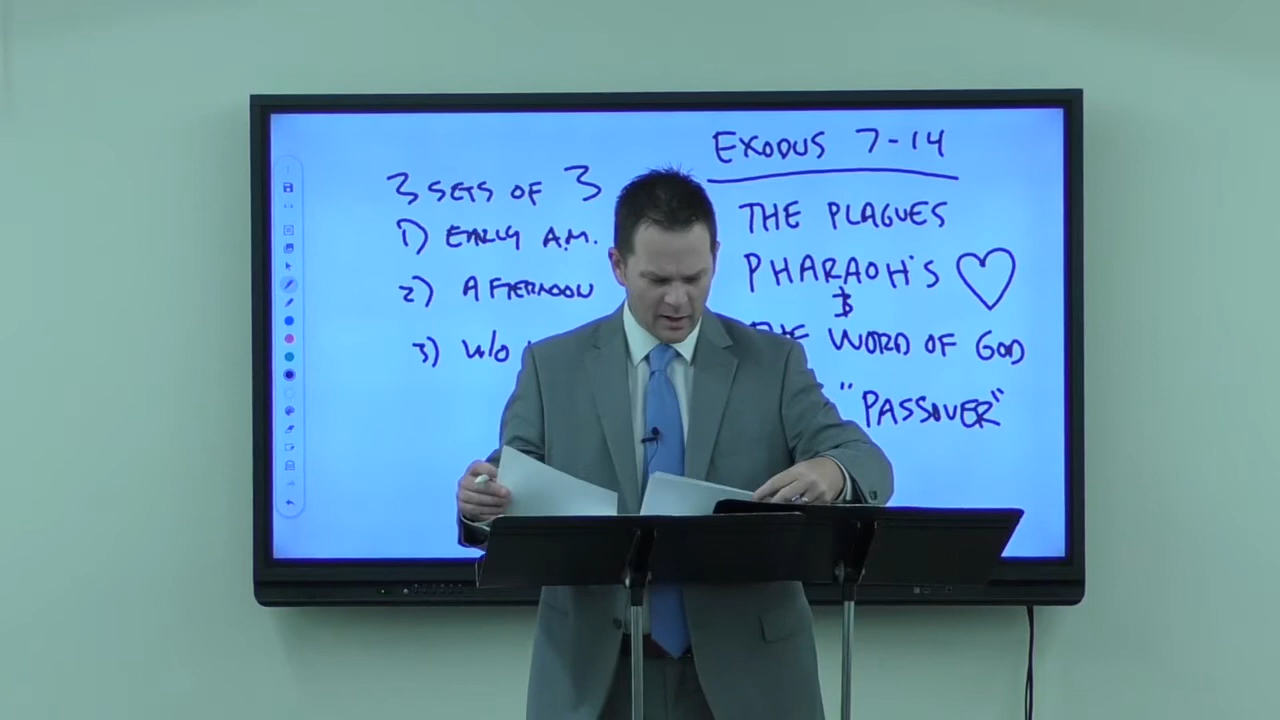 3 SETS OF 3
1) EARLY A.M.
2) AFTERNOON
3) W/O
EXODUS 7-14
THE PLAGUES
PHARAOH'S ♡
&
THE WORD OF GOD
"PASSOVER"